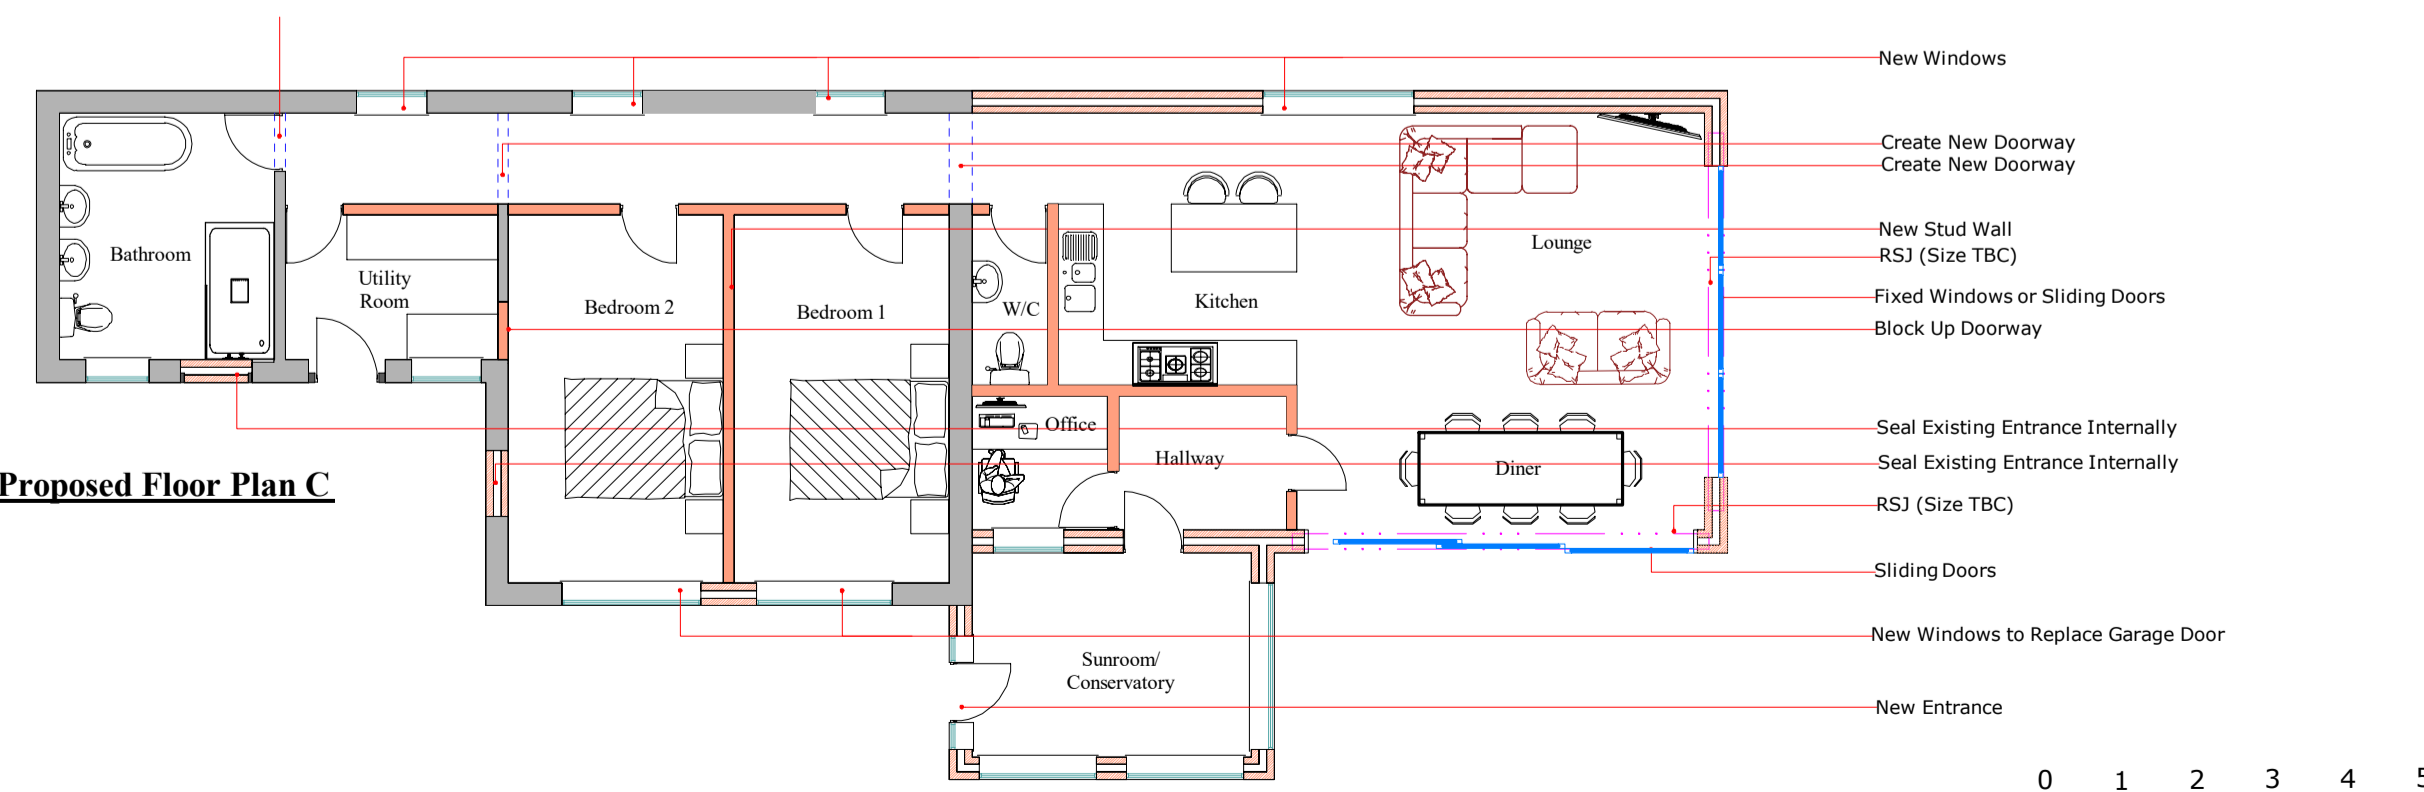 New Windows
Create New Doorway
Create New Doorway
New Stud Wall
RSJ (Size TBC)
Fixed Windows or Sliding Doors
Block Up Doorway
Seal Existing Entrance Internally
Seal Existing Entrance Internally
RSJ (Size TBC)
Sliding Doors
New Windows to Replace Garage Door
New Entrance
Bathroom
Utility
Room
Bedroom 2
Bedroom 1
W/C
Kitchen
Lounge
Office
Hallway
Diner
Sunroom/
Conservatory
Proposed Floor Plan C
0 1 2 3 4 5